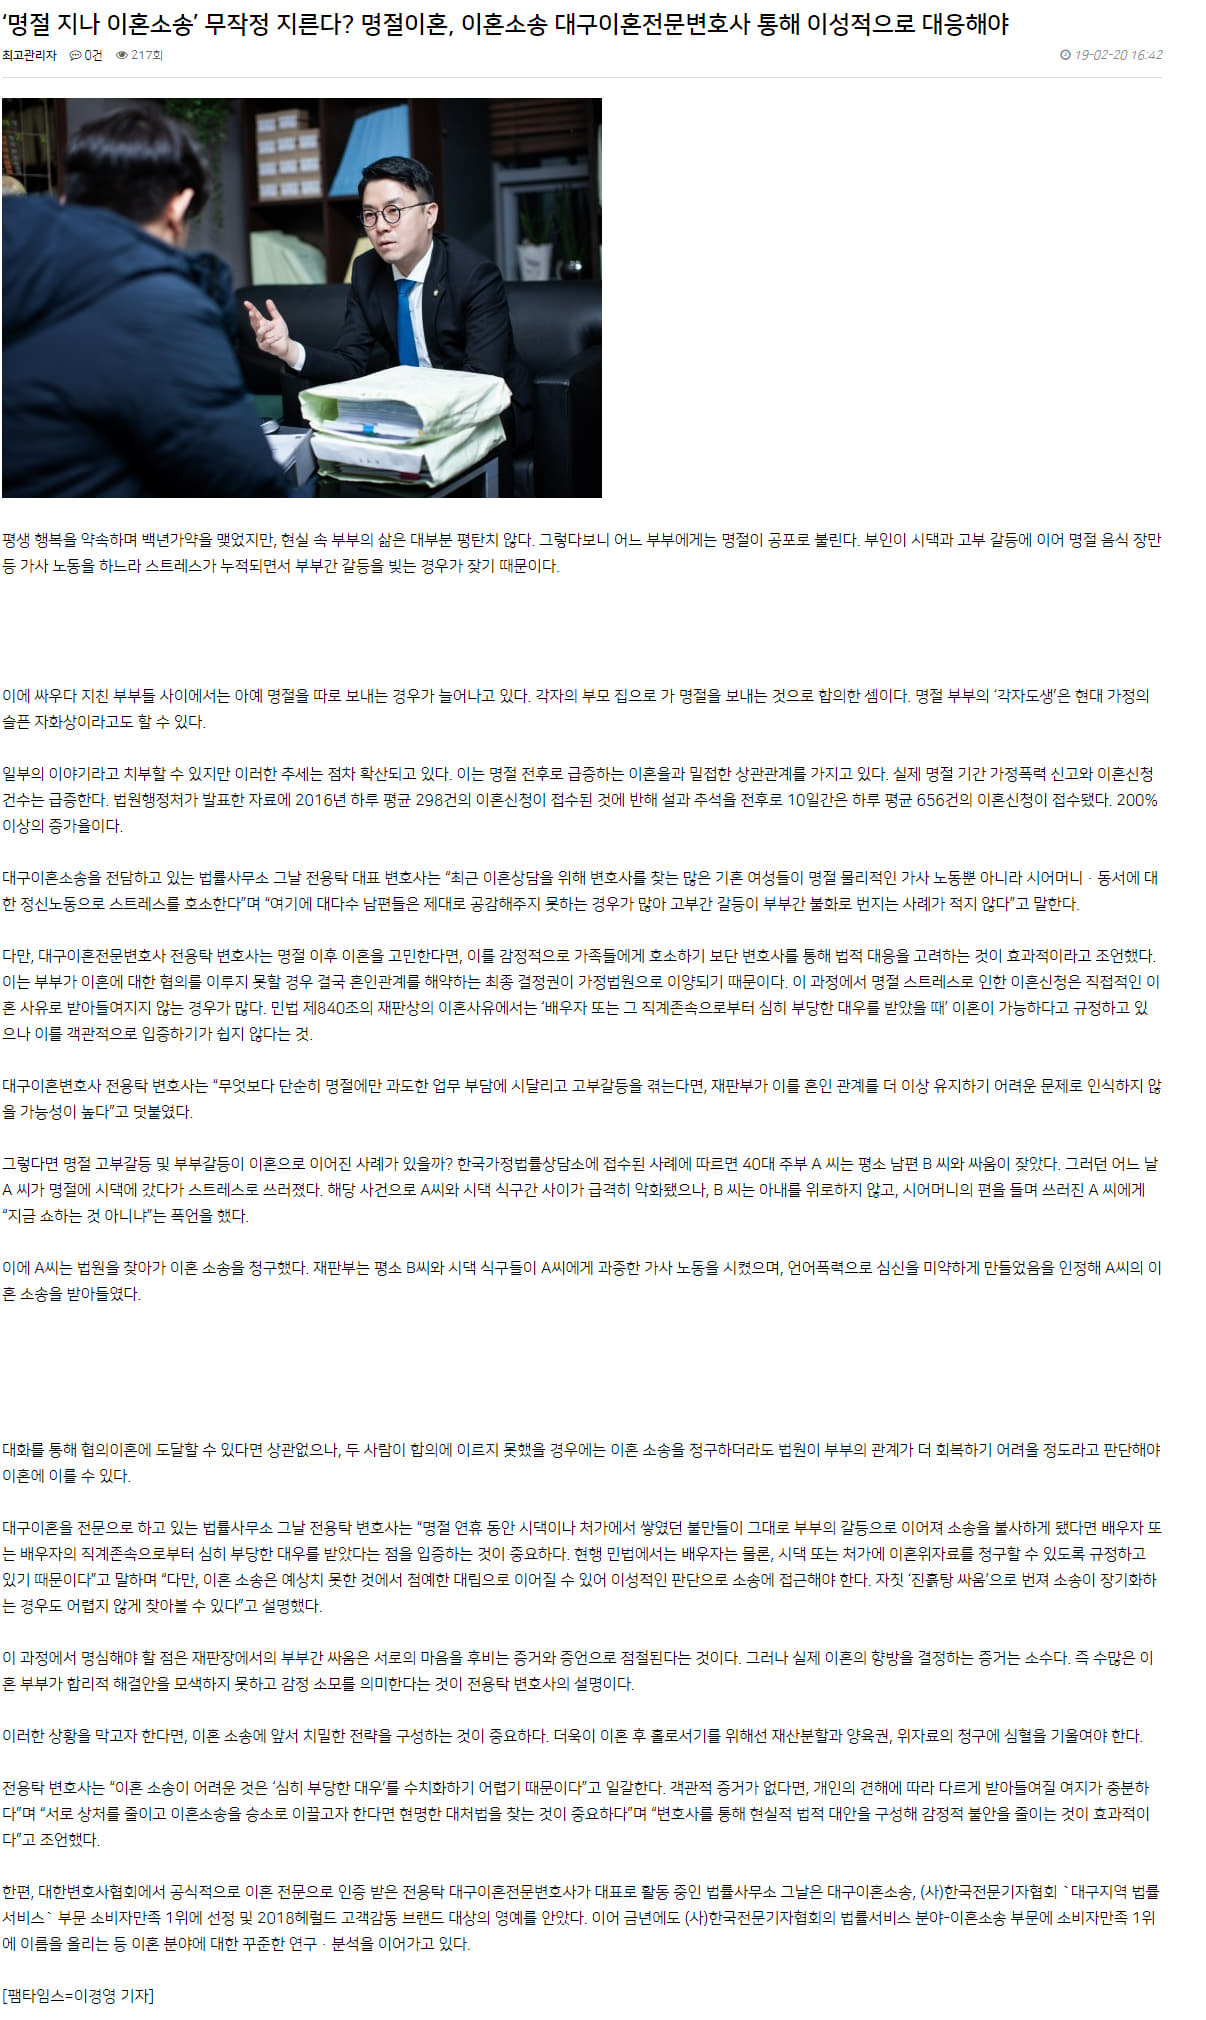 ‘명절 지나 이혼소송’ 무작정 지른다? 명절이혼, 이혼소송 대구이혼전문변호사 통해 이성적으로 대응해야
최고관리자 0건 217회 19-02-20 16:42
평생 행복을 약속하며 백년가약을 맺었지만, 현실 속 부부의 삶은 대부분 평탄치 않다. 그렇다보니 어느 부부에게는 명절이 공포로 불린다. 부인이 시댁과 고부 갈등에 이어 명절 음식 장만
등 가사 노동을 하느라 스트레스가 누적되면서 부부간 갈등을 빚는 경우가 잦기 때문이다.
이에 싸우다 지친 부부들 사이에서는 아예 명절을 따로 보내는 경우가 늘어나고 있다. 각자의 부모 집으로 가 명절을 보내는 것으로 합의한 셈이다. 명절 부부의 ‘각자도생’은 현대 가정의
슬픈 자화상이라고도 할 수 있다.
일부의 이야기라고 치부할 수 있지만 이러한 추세는 점차 확산되고 있다. 이는 명절 전후로 급증하는 이혼율과 밀접한 상관관계를 가지고 있다. 실제 명절 기간 가정폭력 신고와 이혼신청
건수는 급증한다. 법원행정처가 발표한 자료에 2016년 하루 평균 298건의 이혼신청이 접수된 것에 반해 설과 추석을 전후로 10일간은 하루 평균 656건의 이혼신청이 접수됐다. 200%
이상의 증가율이다.
대구이혼소송을 전담하고 있는 법률사무소 그날 전용탁 대표 변호사는 “최근 이혼상담을 위해 변호사를 찾는 많은 기혼 여성들이 명절 물리적인 가사 노동뿐 아니라 시어머니ㆍ동서에 대
한 정신노동으로 스트레스를 호소한다”며 “여기에 대다수 남편들은 제대로 공감해주지 못하는 경우가 많아 고부간 갈등이 부부간 불화로 번지는 사례가 적지 않다”고 말한다.
다만, 대구이혼전문변호사 전용탁 변호사는 명절 이후 이혼을 고민한다면, 이를 감정적으로 가족들에게 호소하기 보단 변호사를 통해 법적 대응을 고려하는 것이 효과적이라고 조언했다.
이는 부부가 이혼에 대한 협의를 이루지 못할 경우 결국 혼인관계를 해약하는 최종 결정권이 가정법원으로 이양되기 때문이다. 이 과정에서 명절 스트레스로 인한 이혼신청은 직접적인 이
혼 사유로 받아들여지지 않는 경우가 많다. 민법 제840조의 재판상의 이혼사유에서는 ‘배우자 또는 그 직계존속으로부터 심히 부당한 대우를 받았을 때’ 이혼이 가능하다고 규정하고 있
으나 이를 객관적으로 입증하기가 쉽지 않다는 것.
대구이혼변호사 전용탁 변호사는 “무엇보다 단순히 명절에만 과도한 업무 부담에 시달리고 고부갈등을 겪는다면, 재판부가 이를 혼인 관계를 더 이상 유지하기 어려운 문제로 인식하지 않
을 가능성이 높다”고 덧붙였다.
그렇다면 명절 고부갈등 및 부부갈등이 이혼으로 이어진 사례가 있을까? 한국가정법률상담소에 접수된 사례에 따르면 40대 주부 A 씨는 평소 남편 B 씨와 싸움이 잦았다. 그러던 어느 날
A 씨가 명절에 시댁에 갔다가 스트레스로 쓰러졌다. 해당 사건으로 A씨와 시댁 식구간 사이가 급격히 악화됐으나, B 씨는 아내를 위로하지 않고, 시어머니의 편을 들며 쓰러진 A 씨에게
“지금 쇼하는 것 아니냐”는 폭언을 했다.
이에 A씨는 법원을 찾아가 이혼 소송을 청구했다. 재판부는 평소 B씨와 시댁 식구들이 A씨에게 과중한 가사 노동을 시켰으며, 언어폭력으로 심신을 미약하게 만들었음을 인정해 A씨의 이
혼 소송을 받아들였다.
대화를 통해 협의이혼에 도달할 수 있다면 상관없으나, 두 사람이 합의에 이르지 못했을 경우에는 이혼 소송을 청구하더라도 법원이 부부의 관계가 더 회복하기 어려울 정도라고 판단해야
이혼에 이를 수 있다.
대구이혼을 전문으로 하고 있는 법률사무소 그날 전용탁 변호사는 “명절 연휴 동안 시댁이나 처가에서 쌓였던 불만들이 그대로 부부의 갈등으로 이어져 소송을 불사하게 됐다면 배우자 또
는 배우자의 직계존속으로부터 심히 부당한 대우를 받았다는 점을 입증하는 것이 중요하다. 현행 민법에서는 배우자는 물론, 시댁 또는 처가에 이혼위자료를 청구할 수 있도록 규정하고
있기 때문이다”고 말하며 “다만, 이혼 소송은 예상치 못한 것에서 첨예한 대립으로 이어질 수 있어 이성적인 판단으로 소송에 접근해야 한다. 자칫 ‘진흙탕 싸움’으로 번져 소송이 장기화하
는 경우도 어렵지 않게 찾아볼 수 있다”고 설명했다.
이 과정에서 명심해야 할 점은 재판장에서의 부부간 싸움은 서로의 마음을 후비는 증거와 증언으로 점철된다는 것이다. 그러나 실제 이혼의 향방을 결정하는 증거는 소수다. 즉 수많은 이
혼 부부가 합리적 해결안을 모색하지 못하고 감정 소모를 의미한다는 것이 전용탁 변호사의 설명이다.
이러한 상황을 막고자 한다면, 이혼 소송에 앞서 치밀한 전략을 구성하는 것이 중요하다. 더욱이 이혼 후 홀로서기를 위해선 재산분할과 양육권, 위자료의 청구에 심혈을 기울여야 한다.
전용탁 변호사는 “이혼 소송이 어려운 것은 ‘심히 부당한 대우’를 수치화하기 어렵기 때문이다”고 일갈한다. 객관적 증거가 없다면, 개인의 견해에 따라 다르게 받아들여질 여지가 충분하
다”며 “서로 상처를 줄이고 이혼소송을 승소로 이끌고자 한다면 현명한 대처법을 찾는 것이 중요하다”며 “변호사를 통해 현실적 법적 대안을 구성해 감정적 불안을 줄이는 것이 효과적이
다”고 조언했다.
한편, 대한변호사협회에서 공식적으로 이혼 전문으로 인증 받은 전용탁 대구이혼전문변호사가 대표로 활동 중인 법률사무소 그날은 대구이혼소송, (사)한국전문기자협회 `대구지역 법률
서비스` 부문 소비자만족 1위에 선정 및 2018헤럴드 고객감동 브랜드 대상의 영예를 안았다. 이어 금년에도 (사)한국전문기자협회의 법률서비스 분야-이혼소송 부문에 소비자만족 1위
에 이름을 올리는 등 이혼 분야에 대한 꾸준한 연구ㆍ분석을 이어가고 있다.
[팸타임스=이경영 기자]